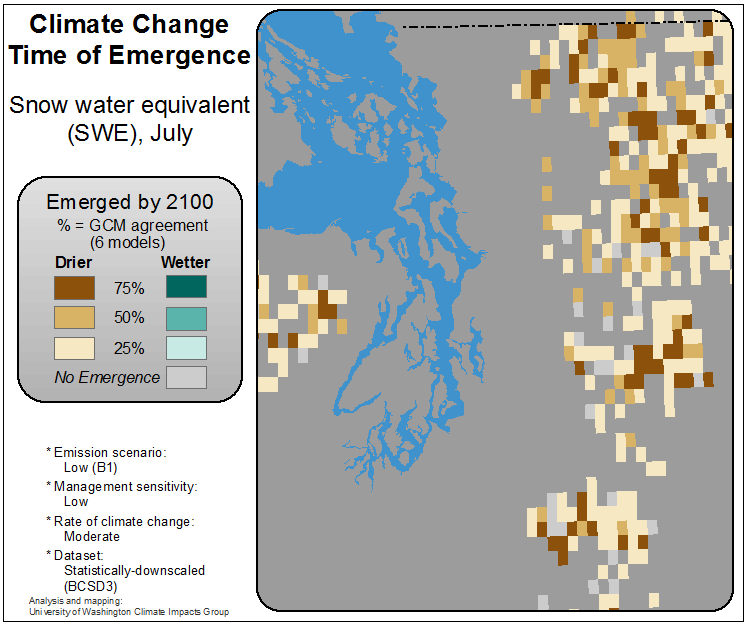 Climate Change
Time of Emergence
Snow water equivalent
(SWE), July
Emerged by 2100
% = GCM agreement
(6 models)
Drier Wetter
75%
50%
25%
No Emergence
* Emission scenario:
Low (B1)
* Management sensitivity:
Low
* Rate of climate change:
Moderate
* Dataset:
Statistically-downscaled
(BCSD3)
Analysis and mapping:
University of Washington Climate Impacts Group